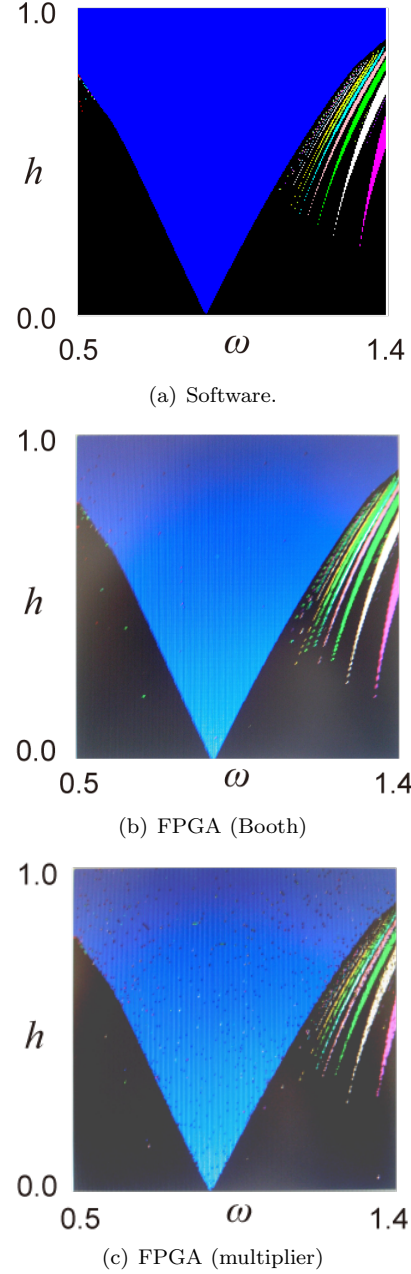 1.0
h
0.0
0.5
ω
1.4
(a) Software.
1.0
h
0.0
0.5
ω
1.4
(b) FPGA (Booth)
1.0
h
0.0
0.5
ω
1.4
(c) FPGA (multiplier)